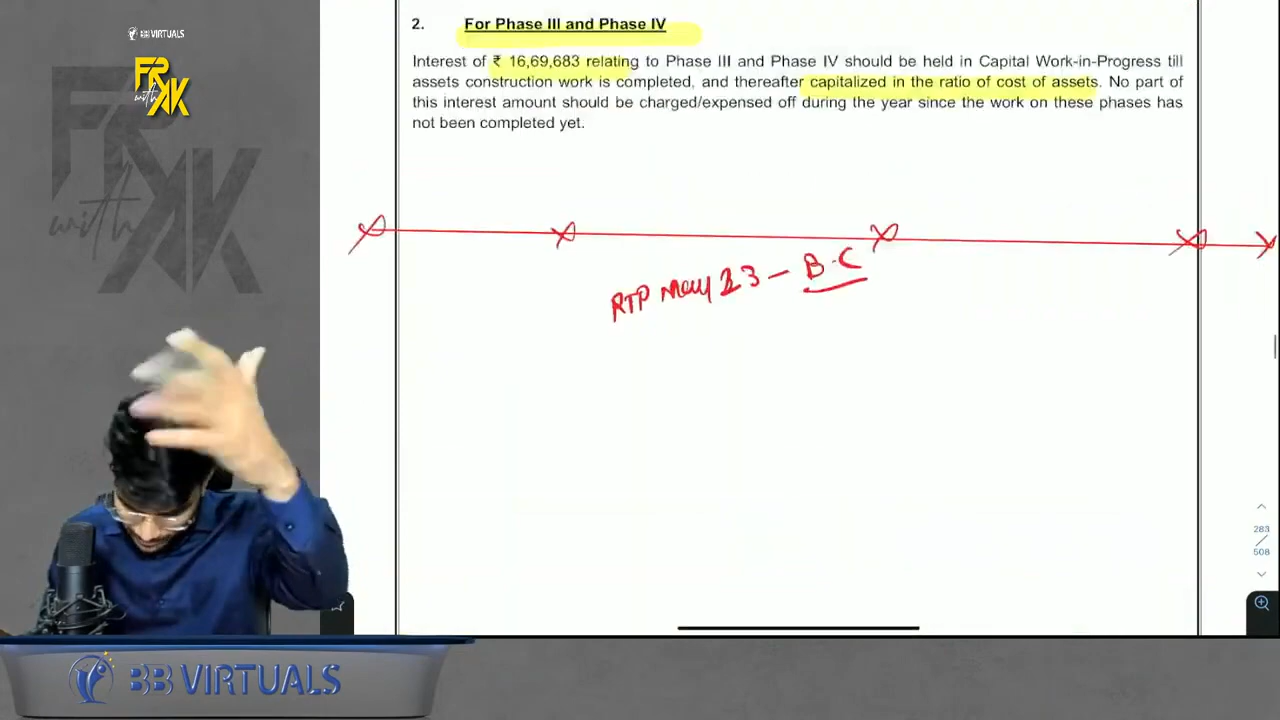 2. For Phase III and Phase IV
Interest of ₹ 16,69,683 relating to Phase III and Phase IV should be held in Capital Work-in-Progress till
assets construction work is completed, and thereafter capitalized in the ratio of cost of assets. No part
of this interest amount should be charged/expensed off during the year since the work on these phases has
not been completed yet.
BB VIRTUALS
FR
with
AK
FR
with
AK
RTP May 23 - B.C
283
508
BB VIRTUALS